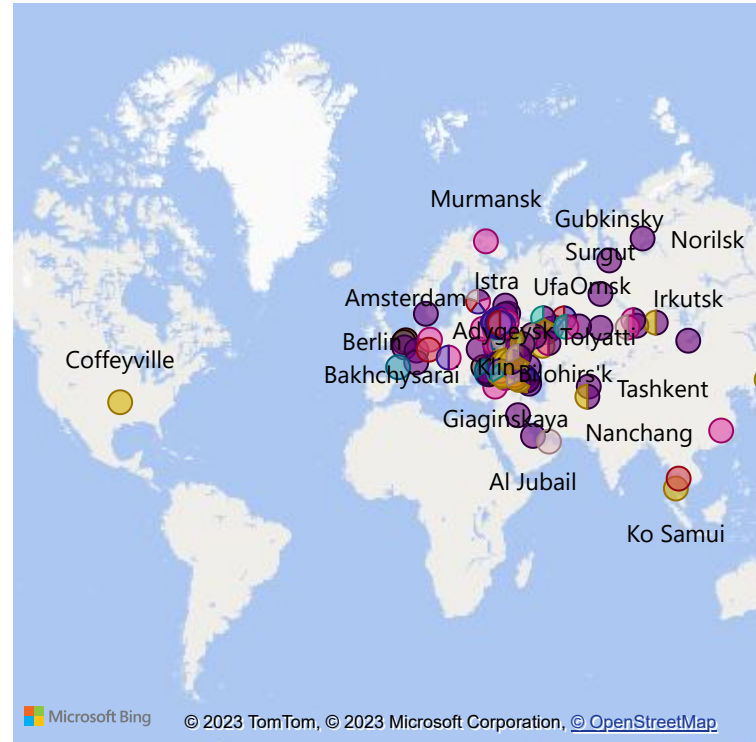 Murmansk
Gubkinsky
Norilsk
Surgut
Istra
Ufa
Omsk
Amsterdam
Irkutsk
Adygeysk
Tolyatti
Berlin
Coffeyville
Klin
Bilohirs'k
Bakhchysarai
Tashkent
Giaginskaya
Nanchang
Al Jubail
Ko Samui
Microsoft Bing
© 2023 TomTom, © 2023 Microsoft Corporation, © OpenStreetMap